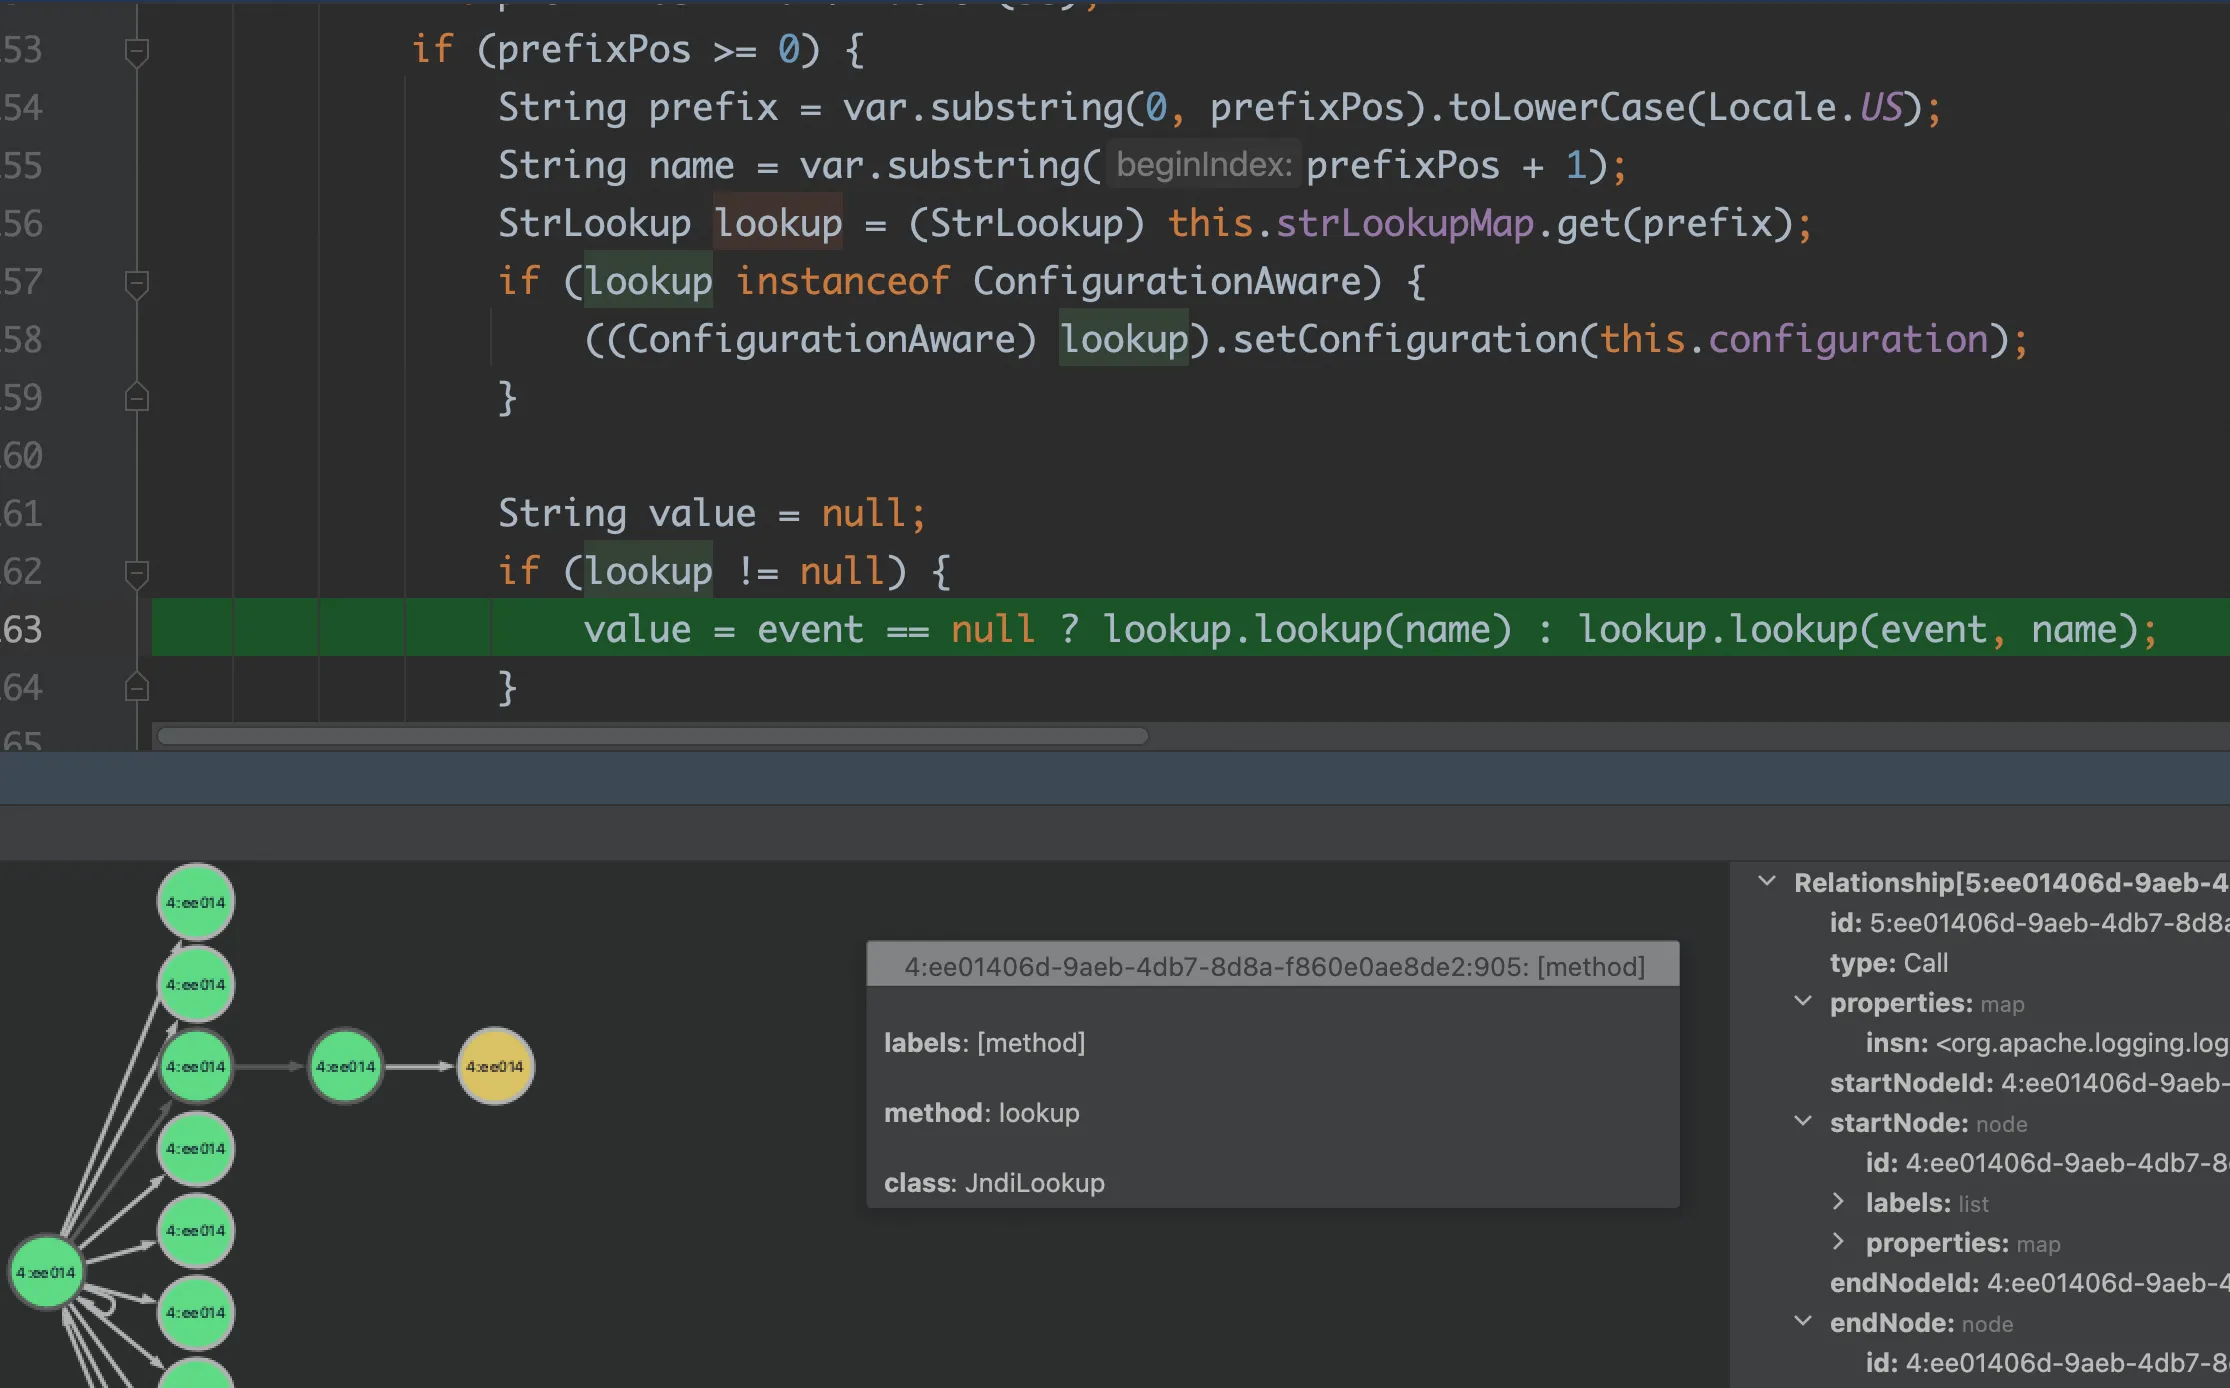 53 if (prefixPos >= 0) {
54 String prefix = var.substring(0, prefixPos).toLowerCase(Locale.US);
55 String name = var.substring( beginIndex: prefixPos + 1);
56 StrLookup lookup = (StrLookup) this.strLookupMap.get(prefix);
57 if (lookup instanceof ConfigurationAware) {
58 ((ConfigurationAware) lookup).setConfiguration(this.configuration);
59 }
60
61 String value = null;
62 if (lookup != null) {
63 value = event == null ? lookup.lookup(name) : lookup.lookup(event, name);
64 }
65
4:ee014
4:ee014
4:ee014 4:ee014 4:ee014
4:ee014
4:ee014
4:ee014
4:ee014
4:ee01406d-9aeb-4db7-8d8a-f860e0ae8de2:905: [method]
labels: [method]
method: lookup
class: JndiLookup
Relationship[5:ee01406d-9aeb-4
id: 5:ee01406d-9aeb-4db7-8d8a
type: Call
properties: map
insn: <org.apache.logging.log
startNodeId: 4:ee01406d-9aeb-
startNode: node
id: 4:ee01406d-9aeb-4db7-8
labels: list
properties: map
endNodeId: 4:ee01406d-9aeb-4
endNode: node
id: 4:ee01406d-9aeb-4db7-8